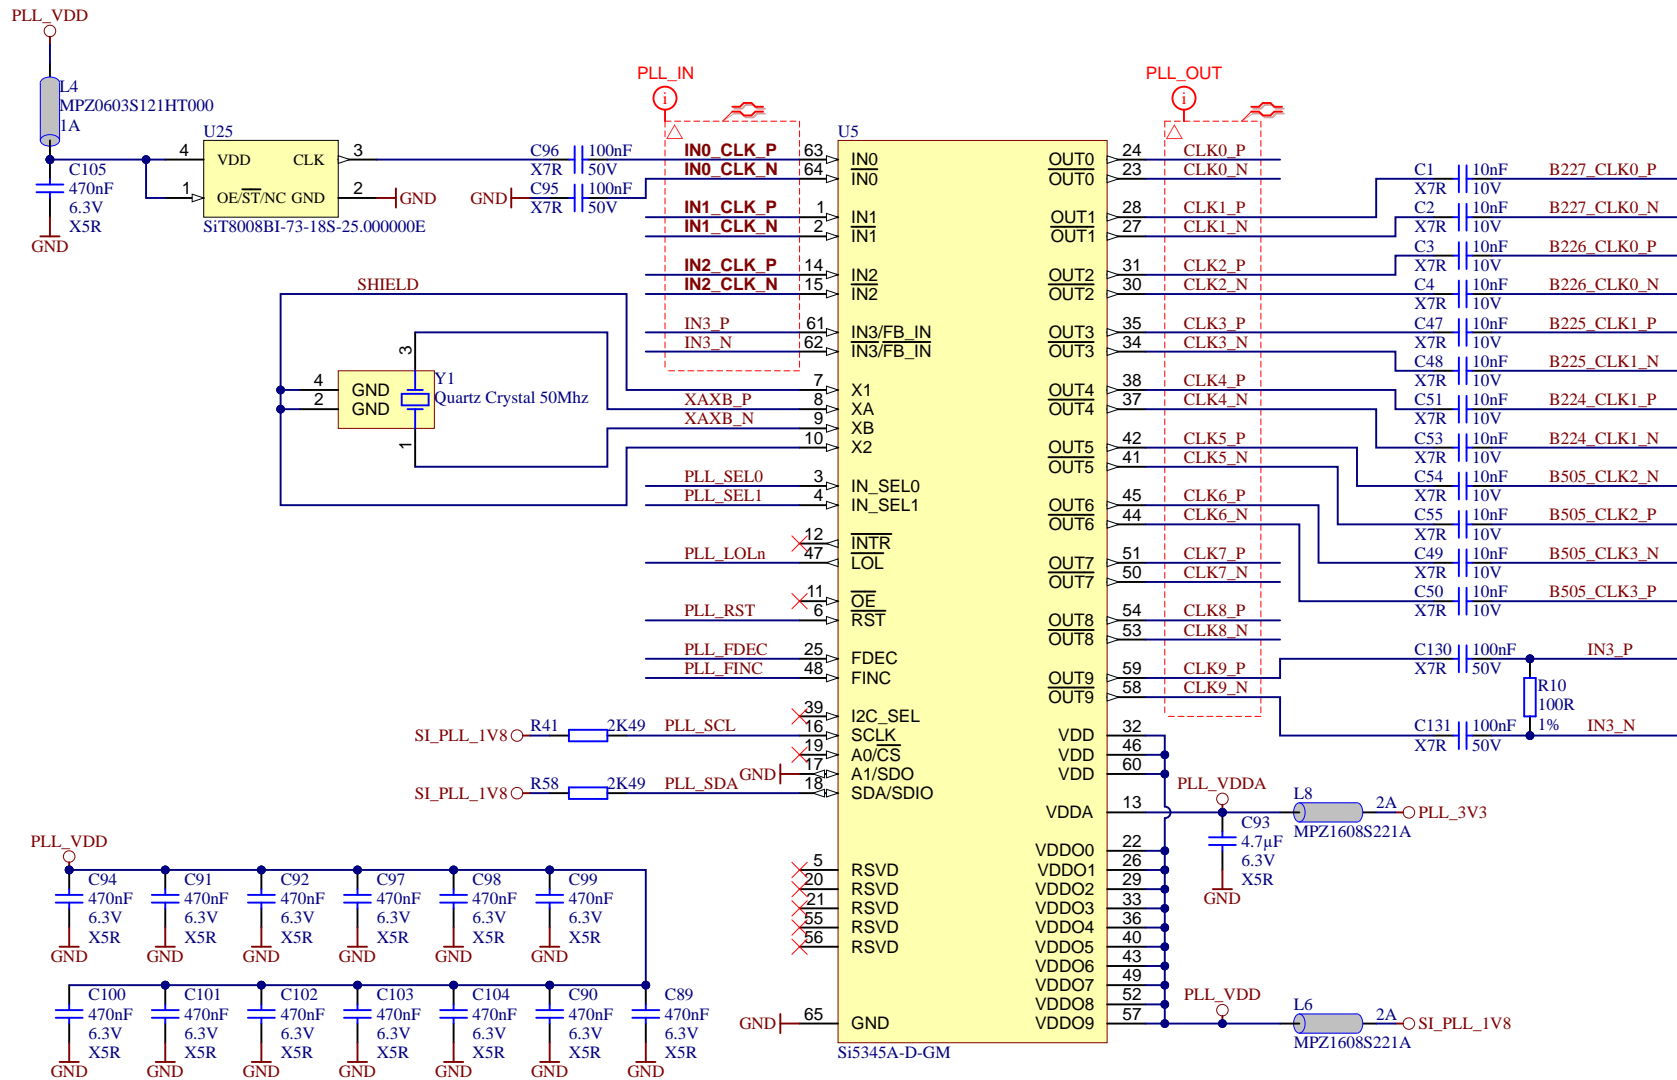 PLL_VDD
L4
MPZ0603S121HT000
1A
C105
470nF
6.3V
X5R
GND
U25
4 VDD CLK 3
1 OE/ST/NC GND 2 GND
SiT8008BI-73-18S-25.000000E
C96 100nF
X7R 50V
GND C95 100nF
X7R 50V
PLL_IN
i
IN0_CLK_P 63
IN0_CLK_N 64
IN1_CLK_P 1
IN1_CLK_N 2
IN2_CLK_P 14
IN2_CLK_N 15
IN3_P 61
IN3_N 62
SHIELD 7
XAXB_P 8
XAXB_N 9
10
3
4 GND
2 GND
1
Y1
Quartz Crystal 50Mhz
PLL_SEL0 3
PLL_SEL1 4
12
PLL_LOLn 47
11
PLL_RST 6
PLL_FDEC 25
PLL_FINC 48
39
SI_PLL_1V8 R41 2K49 PLL_SCL 16
19
GND 17
SI_PLL_1V8 R58 2K49 PLL_SDA 18
5
20
21
55
56
GND 65
U5
IN0
IN0
IN1
IN1
IN2
IN2
IN3/FB_IN
IN3/FB_IN
X1
XA
XB
X2
IN_SEL0
IN_SEL1
INTR
LOL
OE
RST
FDEC
FINC
I2C_SEL
SCLK
A0/CS
A1/SDO
SDA/SDIO
RSVD
RSVD
RSVD
RSVD
RSVD
GND
Si5345A-D-GM
PLL_OUT
i
OUT0 24 CLK0_P
OUT0 23 CLK0_N
OUT1 28 CLK1_P
OUT1 27 CLK1_N
OUT2 31 CLK2_P
OUT2 30 CLK2_N
OUT3 35 CLK3_P
OUT3 34 CLK3_N
OUT4 38 CLK4_P
OUT4 37 CLK4_N
OUT5 42 CLK5_P
OUT5 41 CLK5_N
OUT6 45 CLK6_P
OUT6 44 CLK6_N
OUT7 51 CLK7_P
OUT7 50 CLK7_N
OUT8 54 CLK8_P
OUT8 53 CLK8_N
OUT9 59 CLK9_P
OUT9 58 CLK9_N
VDD 32
VDD 46
VDD 60
VDDA 13
VDDO0 22
VDDO1 26
VDDO2 29
VDDO3 33
VDDO4 36
VDDO5 40
VDDO6 43
VDDO7 49
VDDO8 52
VDDO9 57
C1 10nF B227_CLK0_P
X7R 10V
C2 10nF B227_CLK0_N
X7R 10V
C3 10nF B226_CLK0_P
X7R 10V
C4 10nF B226_CLK0_N
X7R 10V
C47 10nF B225_CLK1_P
X7R 10V
C48 10nF B225_CLK1_N
X7R 10V
C51 10nF B224_CLK1_P
X7R 10V
C53 10nF B224_CLK1_N
X7R 10V
C54 10nF B505_CLK2_N
X7R 10V
C55 10nF B505_CLK2_P
X7R 10V
C49 10nF B505_CLK3_N
X7R 10V
C50 10nF B505_CLK3_P
X7R 10V
C130 100nF IN3_P
X7R 50V
R10
100R
1%
C131 100nF IN3_N
X7R 50V
PLL_VDDA
C93
4.7µF
6.3V
X5R
GND
L8
2A PLL_3V3
MPZ1608S221A
PLL_VDD
L6
2A SI_PLL_1V8
MPZ1608S221A
PLL_VDD
C94 C91 C92 C97 C98 C99
470nF 470nF 470nF 470nF 470nF 470nF
6.3V 6.3V 6.3V 6.3V 6.3V 6.3V
X5R X5R X5R X5R X5R X5R
GND GND GND GND GND GND
C100 C101 C102 C103 C104 C90 C89
470nF 470nF 470nF 470nF 470nF 470nF 470nF
6.3V 6.3V 6.3V 6.3V 6.3V 6.3V 6.3V
X5R X5R X5R X5R X5R X5R X5R
GND GND GND GND GND GND GND